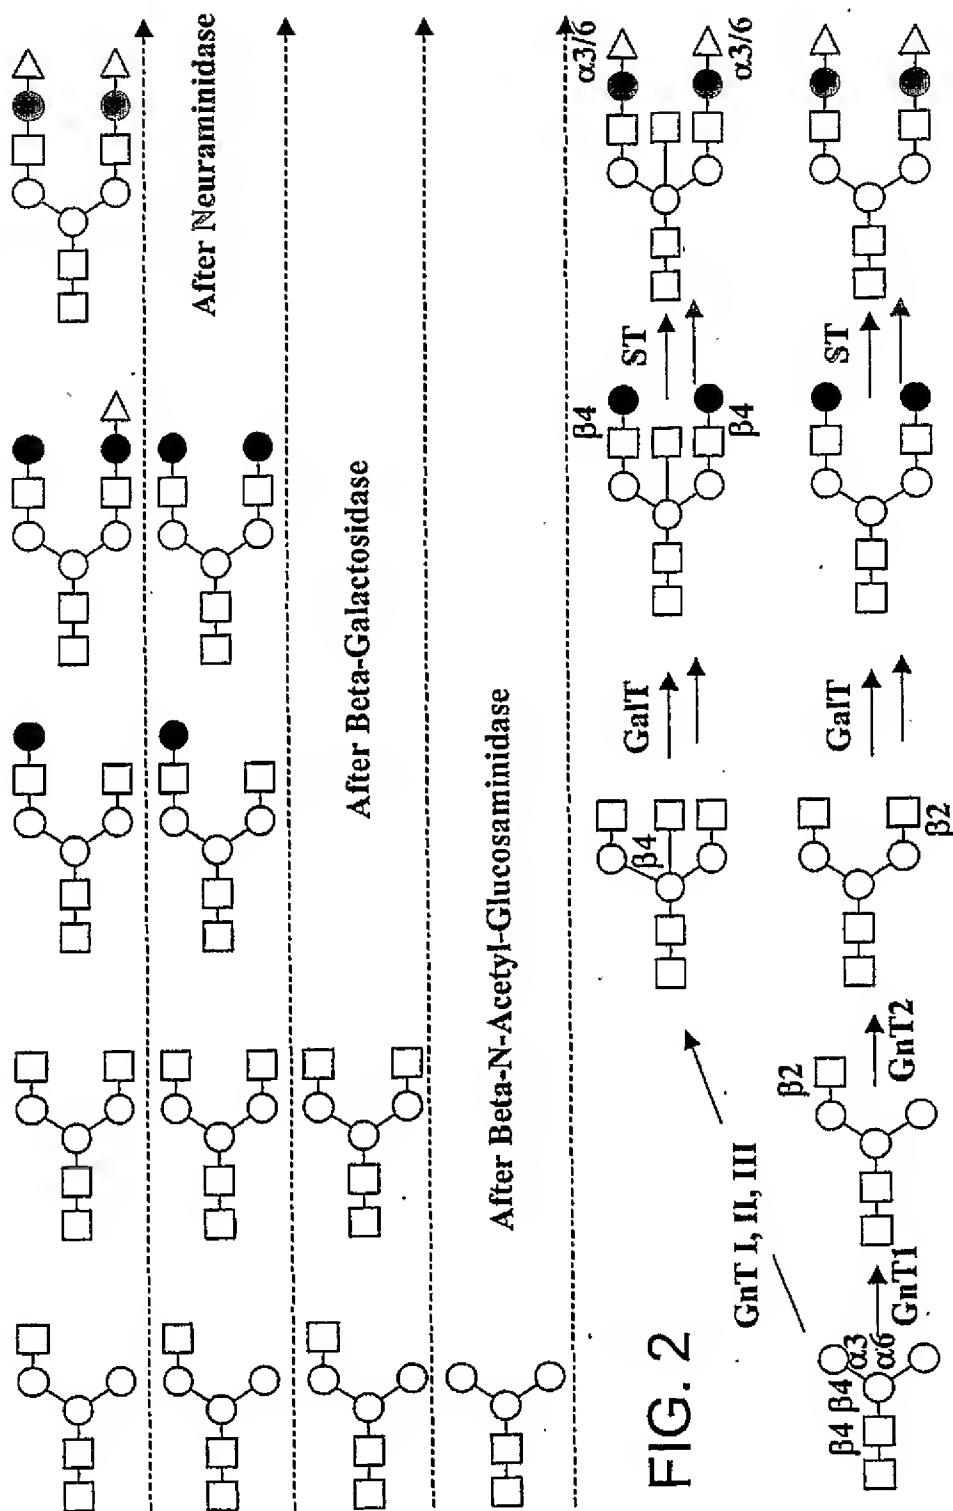 After Neuraminidase
After Beta-Galactosidase
After Beta-N-Acetyl-Glucosaminidase
FIG. 2
GnT I, II, III
β4
GalT
β4
β4
ST
α3/6
α3/6
β4 β4 α3
α6
GnT1
β2
GnT2
β2
GalT
ST